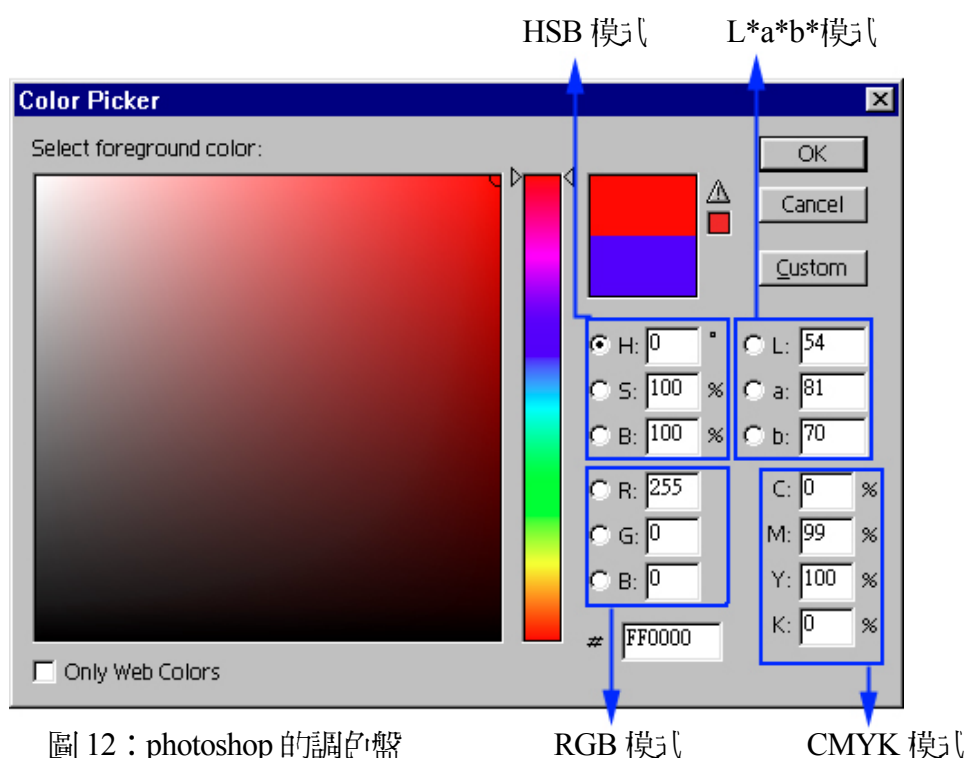 HSB 模式 L*a*b*模式
Color Picker
Select foreground color:
OK
Cancel
Custom
H: 0 °
S: 100 %
B: 100 %
L: 54
a: 81
b: 70
R: 255
G: 0
B: 0
C: 0 %
M: 99 %
Y: 100 %
K: 0 %
# FF0000
Only Web Colors
圖 12：photoshop 的調色盤 RGB 模式 CMYK 模式